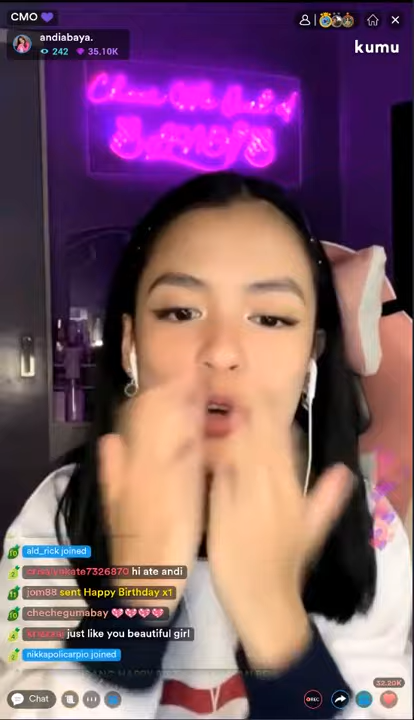 CMO
andiabaya.
242 35.10K
kumu
ald_rick joined
hi ate andi
jom88 sent Happy Birthday x1
chechegumabay
just like you beautiful girl
nikkapolicarpio joined
32.20K
Chat
REC